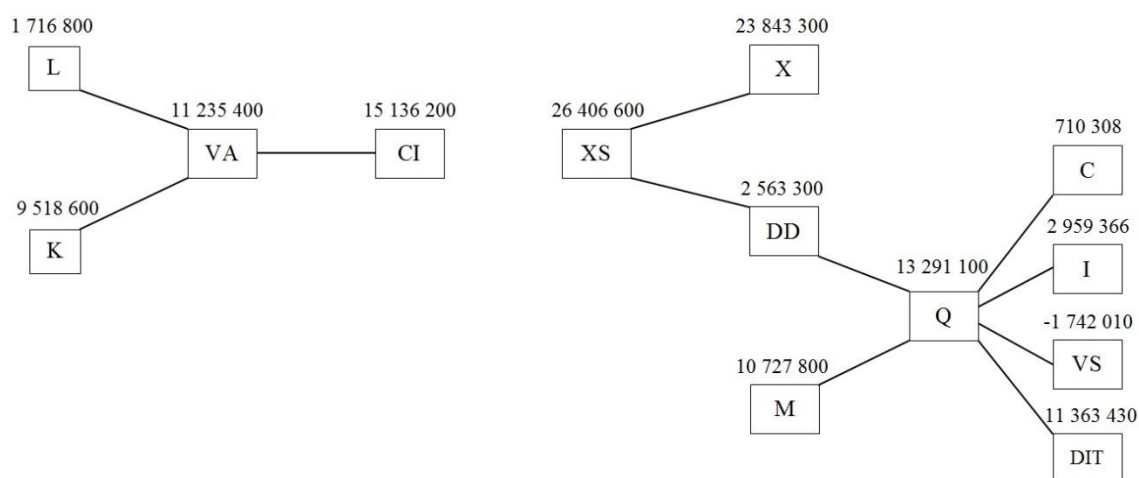 1 716 800
L
23 843 300
X
11 235 400
VA
15 136 200
CI
26 406 600
XS
710 308
C
9 518 600
K
2 563 300
DD
2 959 366
I
13 291 100
Q
-1 742 010
VS
10 727 800
M
11 363 430
DIT